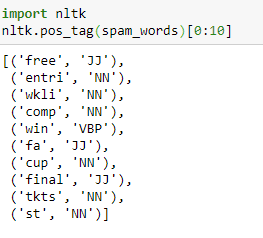 import nltk
nltk.pos_tag(spam_words)[0:10]
[('free', 'JJ'),
('entri', 'NN'),
('wkli', 'NN'),
('comp', 'NN'),
('win', 'VBP'),
('fa', 'JJ'),
('cup', 'NN'),
('final', 'JJ'),
('tkts', 'NN'),
('st', 'NN')]